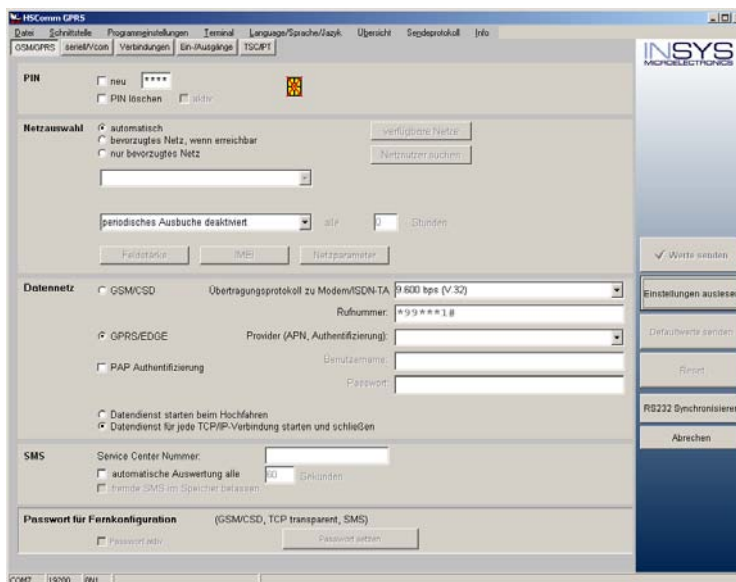 HSComm GPRS
Datei Schnittstelle Programmeinstellungen Terminal Language/Sprache/Jazyk Übersicht Sendeprotokoll Info
GSM/GPRS seriell/Vcom Verbindungen Ein-/Ausgänge TSC/PT
INSYS
MICROELECTRONICS
PIN
neu ****
PIN löschen aktiv
Netzauswahl
automatisch
bevorzugtes Netz, wenn erreichbar
nur bevorzugtes Netz
verfügbare Netze
Netznutzer suchen
periodisches Ausbuche deaktiviert alle 0 Stunden
Feldstärke IMEI Netzparameter
Datennetz
GSM/CSD Übertragungsprotokoll zu Modem/ISDN-TA 9.600 bps (V.32)
Rufnummer: *99***1#
GPRS/EDGE Provider (APN, Authentifizierung):
PAP Authentifizierung
Benutzername:
Passwort:
Datendienst starten beim Hochfahren
Datendienst für jede TCP/IP-Verbindung starten und schließen
SMS
Service Center Nummer:
automatische Auswertung alle 60 Sekunden
fremde SMS im Speicher belassen
Passwort für Fernkonfiguration (GSM/CSD, TCP transparent, SMS)
Passwort aktiv
Passwort setzen
Werte senden
Einstellungen auslesen
Defaultwerte senden
Reset
RS232 Synchronisieren
Abrechen
COM7 19200 8N1